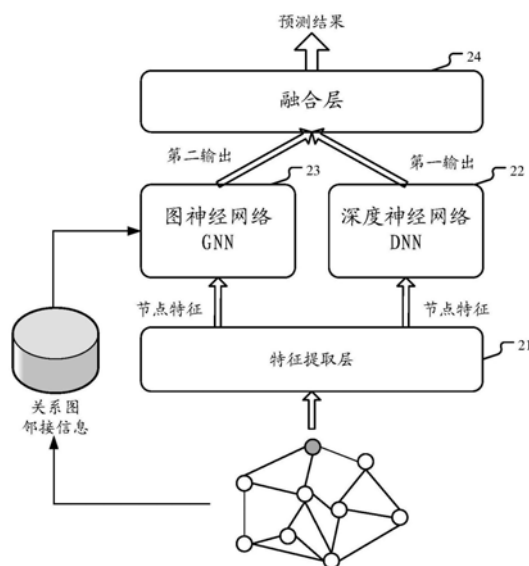 预测结果
24
融合层
第二输出
第一输出
23
22
图神经网络
GNN
深度神经网络
DNN
节点特征
节点特征
21
特征提取层
关系图
邻接信息